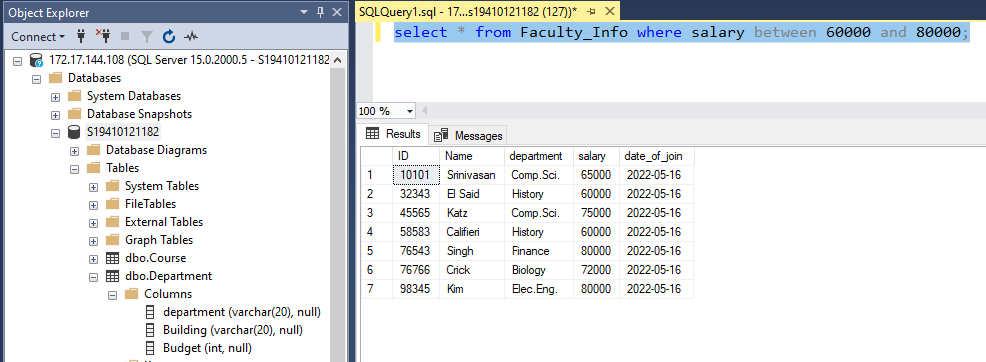 Object Explorer
Connect
172.17.144.108 (SQL Server 15.0.2000.5 - S19410121182
Databases
System Databases
Database Snapshots
S19410121182
Database Diagrams
Tables
System Tables
FileTables
External Tables
Graph Tables
dbo.Course
dbo.Department
Columns
department (varchar(20), null)
Building (varchar(20), null)
Budget (int, null)
SQLQuery1.sql - 17...s19410121182 (127))*
select * from Faculty_Info where salary between 60000 and 80000;
100 %
Results Messages
ID Name department salary date_of_join
1 10101 Srinivasan Comp.Sci. 65000 2022-05-16
2 32343 El Said History 60000 2022-05-16
3 45565 Katz Comp.Sci. 75000 2022-05-16
4 58583 Califieri History 60000 2022-05-16
5 76543 Singh Finance 80000 2022-05-16
6 76766 Crick Biology 72000 2022-05-16
7 98345 Kim Elec.Eng. 80000 2022-05-16